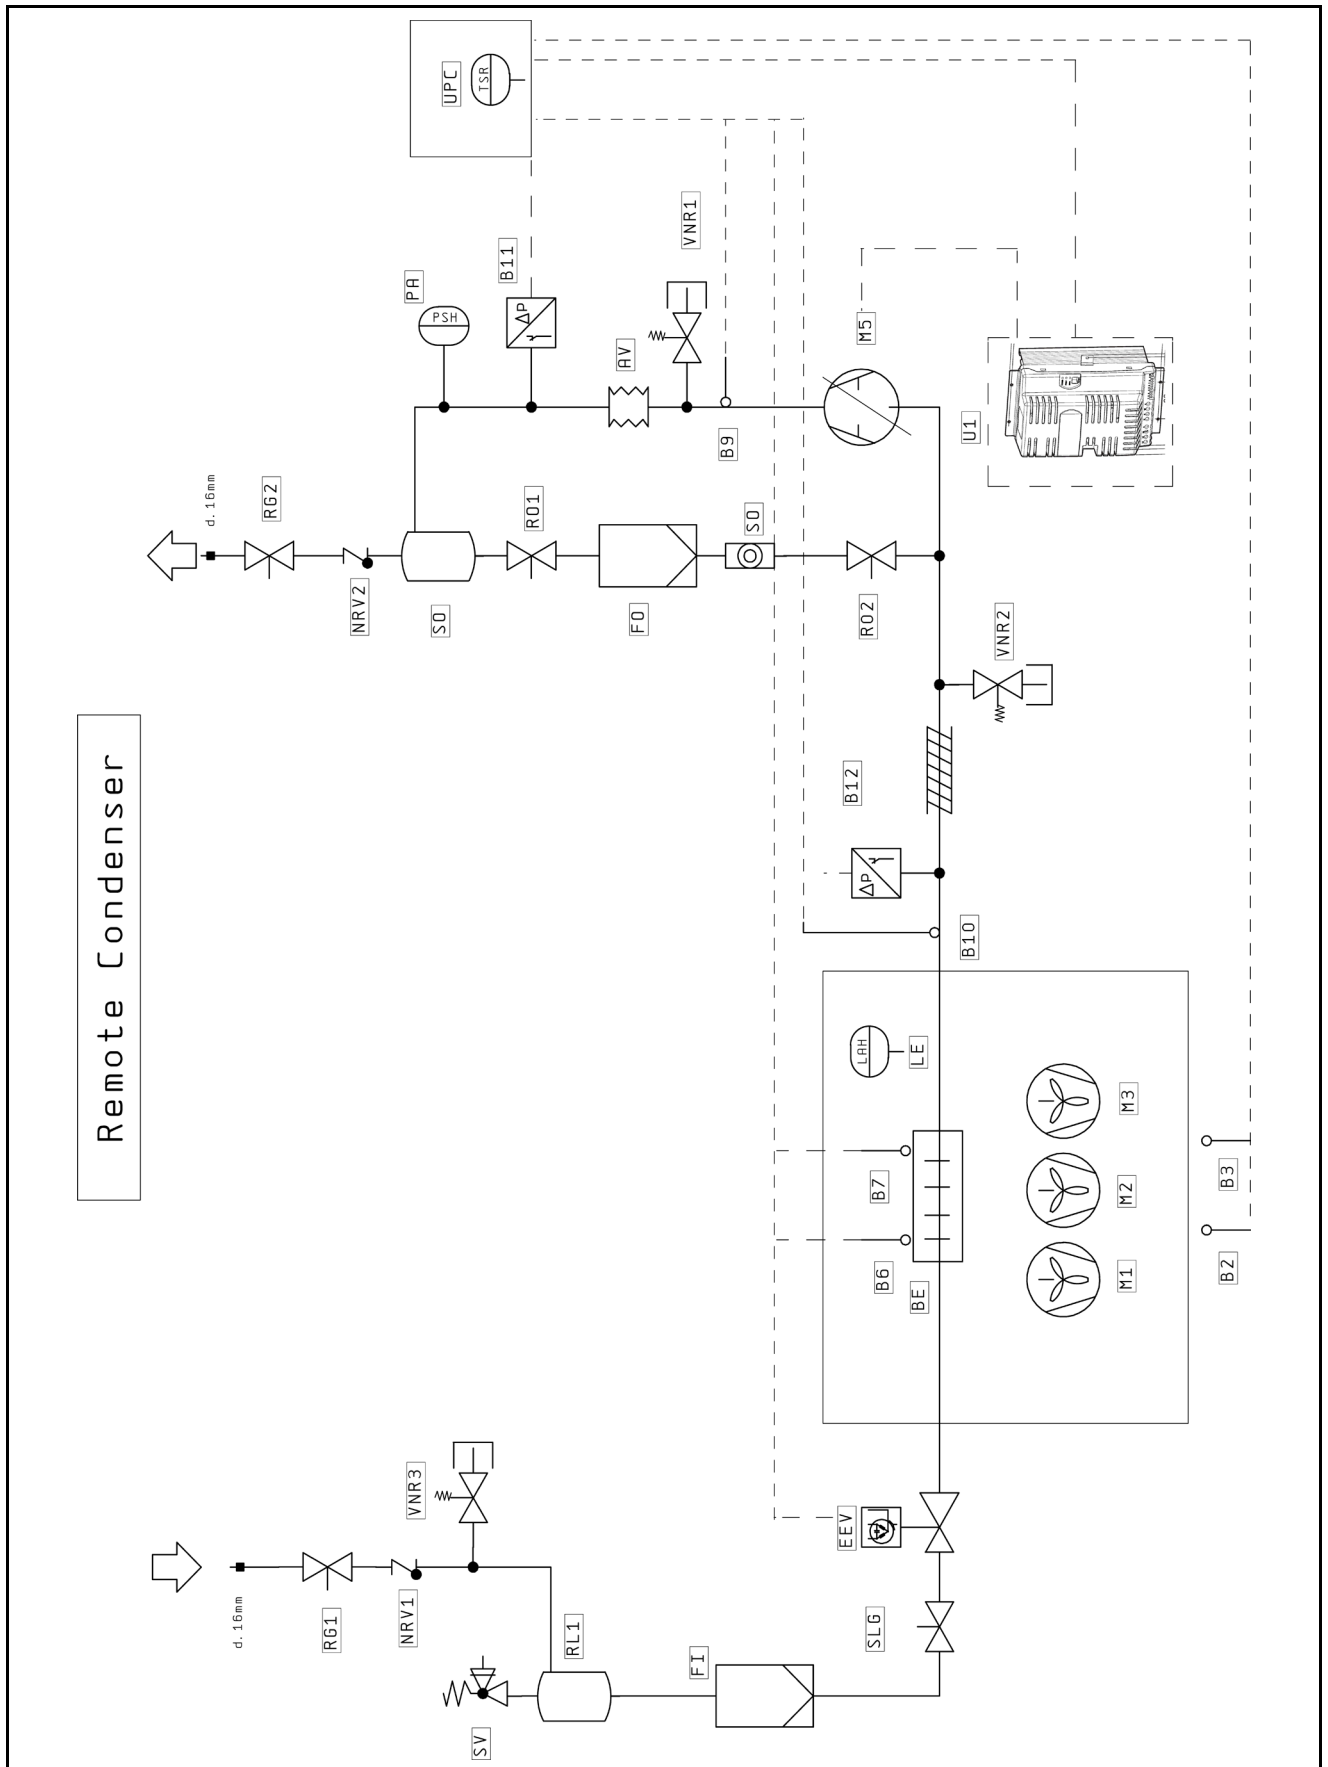 Remote Condenser
d.16mm
d.16mm
RG2
RG1
NRV2
NRV1
PA
VNR3
SO
PSH
UPC
SV
TSR
B11
ΔP
RO1
RL1
AV
FO
VNR1
FI
B9
SO
EEV
B12
LAH
ΔP
M5
RO2
SLG
B7
B6
BE
LE
B10
U1
VNR2
M1
M2
M3
B2
B3